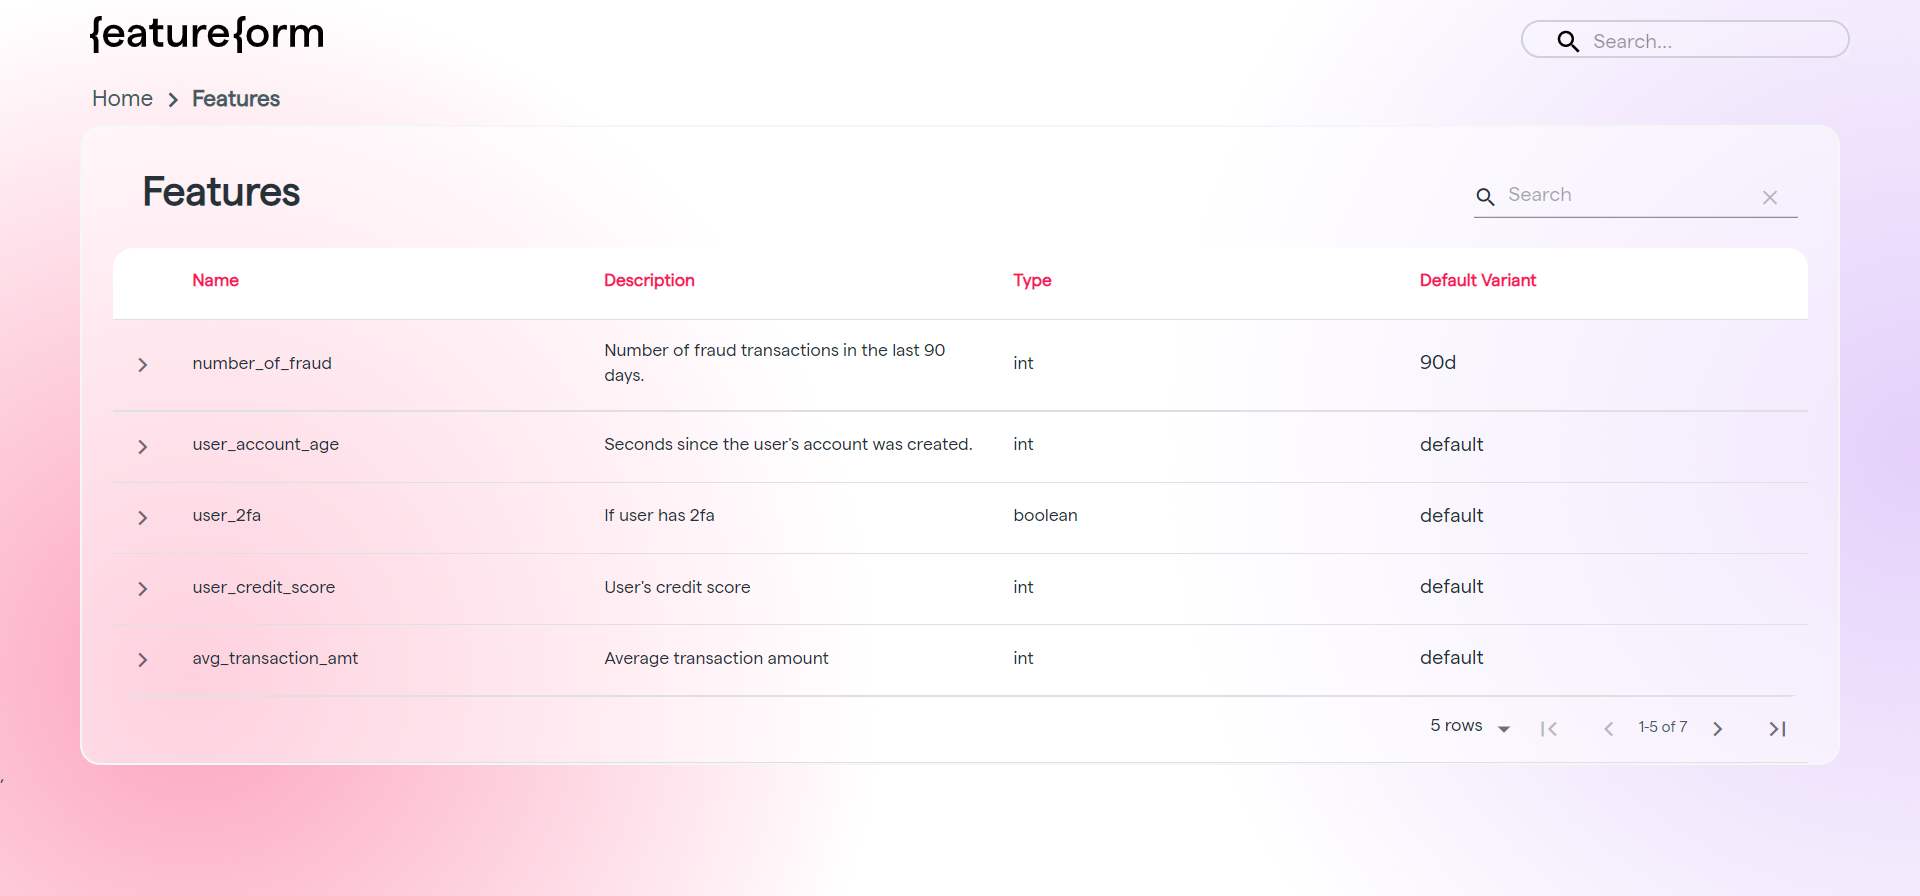 {eature{orm
Search...
Home > Features
Features
Search
Name Description Type Default Variant
number_of_fraud Number of fraud transactions in the last 90 days. int 90d
user_account_age Seconds since the user's account was created. int default
user_2fa If user has 2fa boolean default
user_credit_score User's credit score int default
avg_transaction_amt Average transaction amount int default
5 rows 1-5 of 7
,